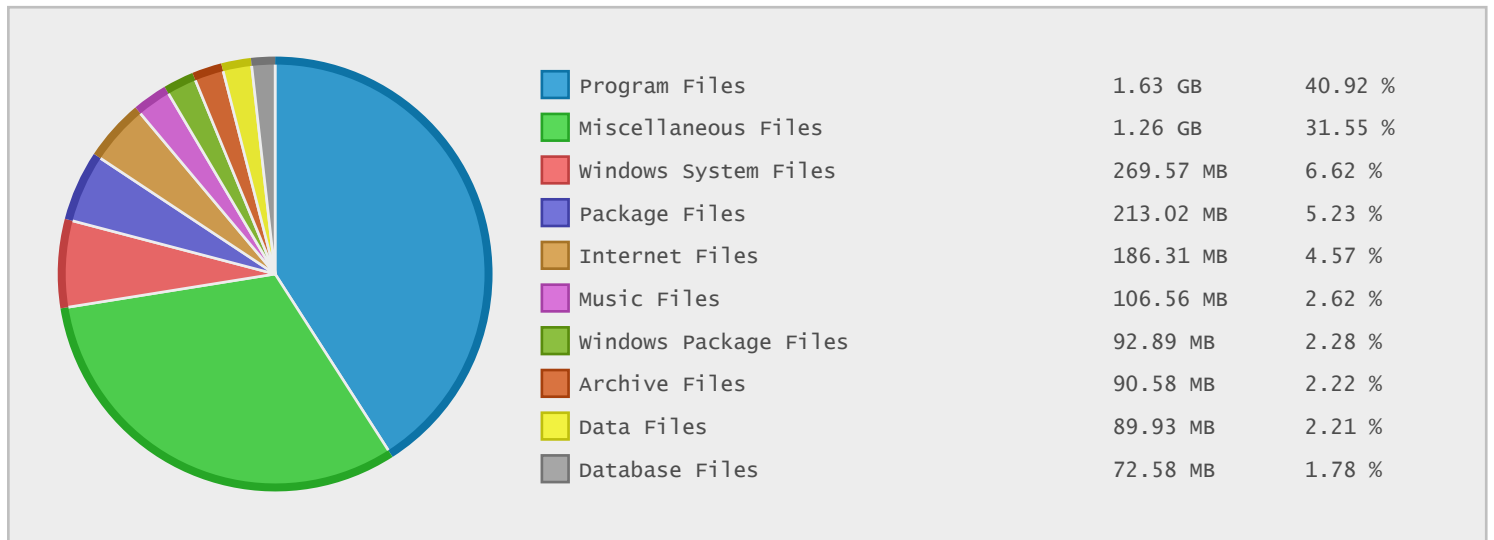 Program Files 1.63 GB 40.92 %
Miscellaneous Files 1.26 GB 31.55 %
Windows System Files 269.57 MB 6.62 %
Package Files 213.02 MB 5.23 %
Internet Files 186.31 MB 4.57 %
Music Files 106.56 MB 2.62 %
Windows Package Files 92.89 MB 2.28 %
Archive Files 90.58 MB 2.22 %
Data Files 89.93 MB 2.21 %
Database Files 72.58 MB 1.78 %